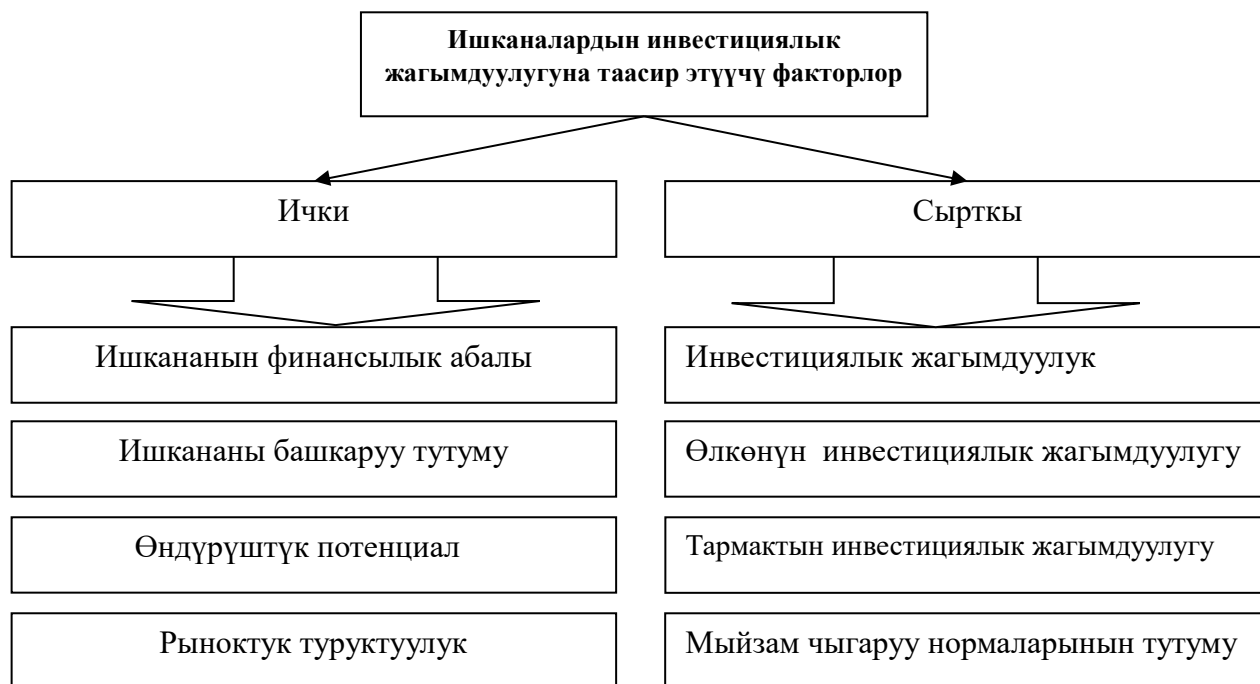 Ишканалардын инвестициялык
жагымдуулугуна таасир этүүчү факторлор
Ички
Сырткы
Ишкананын финансылык абалы
Инвестициялык жагымдуулук
Ишкананы башкаруу тутуму
Өлкөнүн инвестициялык жагымдуулугу
Өндүрүштүк потенциал
Тармактын инвестициялык жагымдуулугу
Рыноктук туруктуулук
Мыйзам чыгаруу нормаларынын тутуму